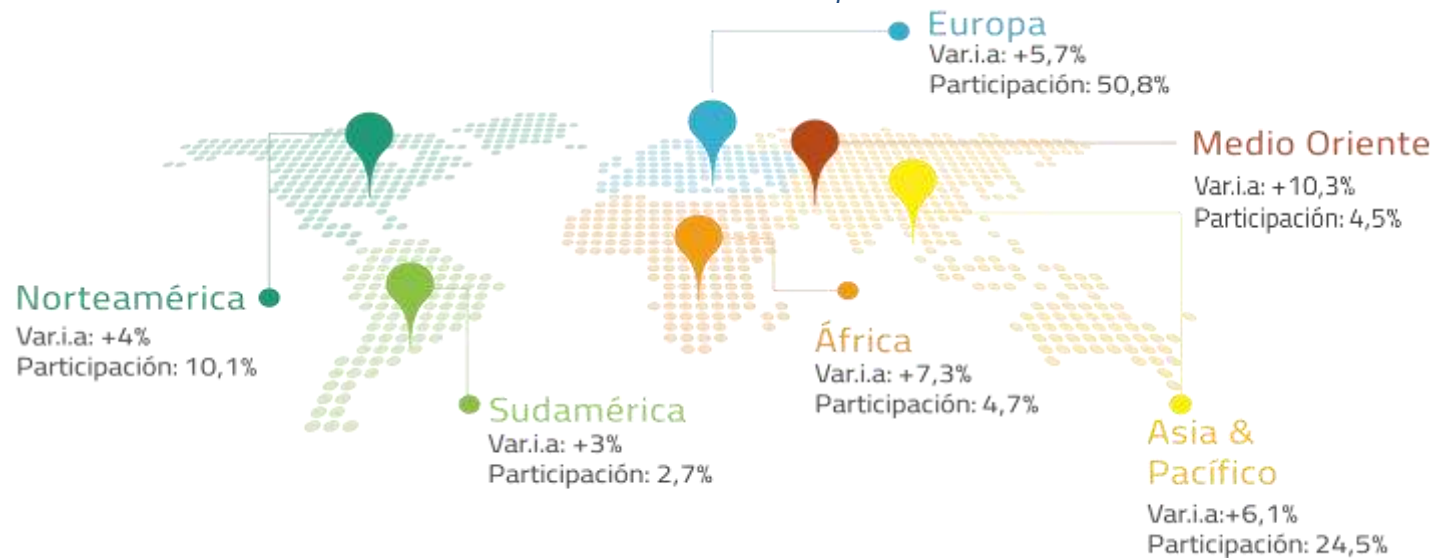 Europa
Var.i.a: +5,7%
Participación: 50,8%
Medio Oriente
Var.i.a: +10,3%
Participación: 4,5%
Norteamérica
Var.i.a: +4%
Participación: 10,1%
África
Var.i.a: +7,3%
Participación: 4,7%
Sudamérica
Var.i.a: +3%
Participación: 2,7%
Asia &
Pacífico
Var.i.a:+6,1%
Participación: 24,5%